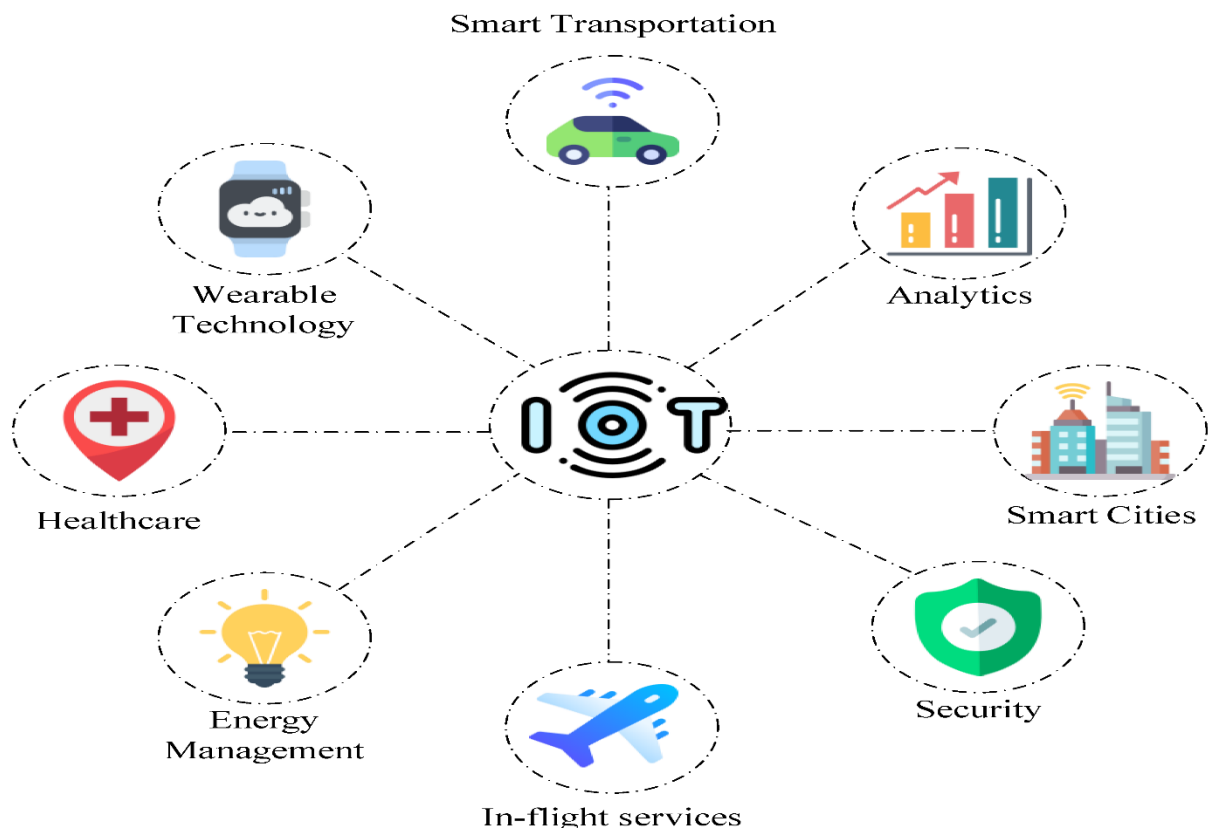 Smart Transportation
Wearable
Technology
Analytics
IOT
Healthcare
Smart Cities
Energy
Management
Security
In-flight services